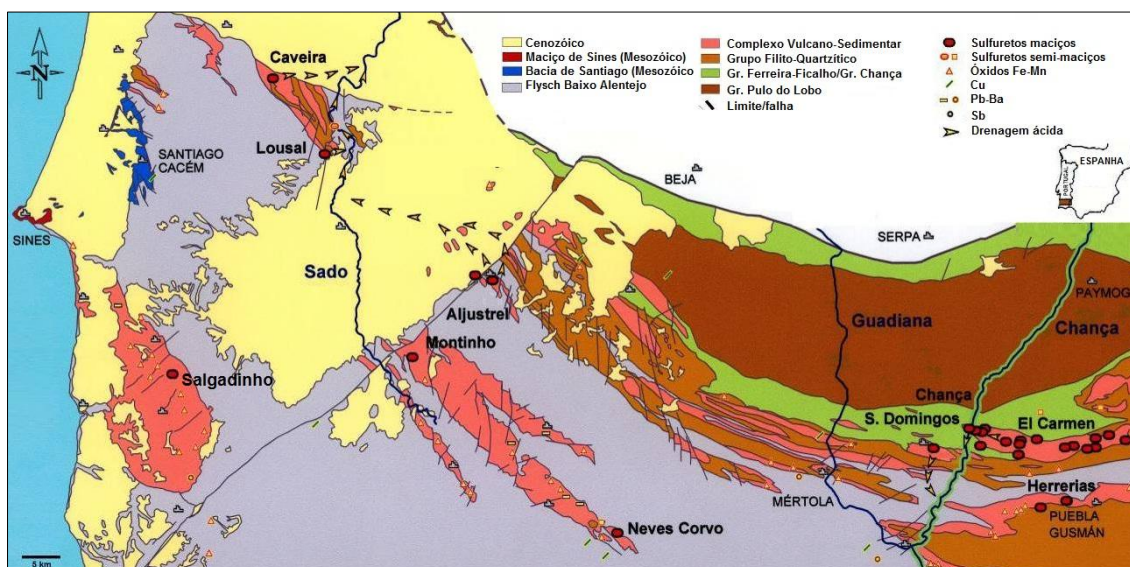 N
Cenozóico
Maciço de Sines (Mesozóico)
Bacia de Santiago (Mesozóico
Flysch Baixo Alentejo
Complexo Vulcano-Sedimentar
Grupo Filito-Quartzítico
Gr. Ferreira-Ficalho/Gr. Chança
Gr. Pulo do Lobo
Limite/falha
Sulfuretos maciços
Sulfuretos semi-maciços
Óxidos Fe-Mn
Cu
Pb-Ba
Sb
Drenagem ácida
ESPANHA
PORTUGAL
Caveira
Lousal
SANTIAGO
CACÉM
BEJA
SINES
SERPA
Sado
PAYMOG
Aljustrel
Guadiana
Chança
Montinho
Salgadinho
Chança
S. Domingos
El Carmen
MÉRTOLA
Herrerias
PUEBLA
GUSMÁN
Neves Corvo
5 km